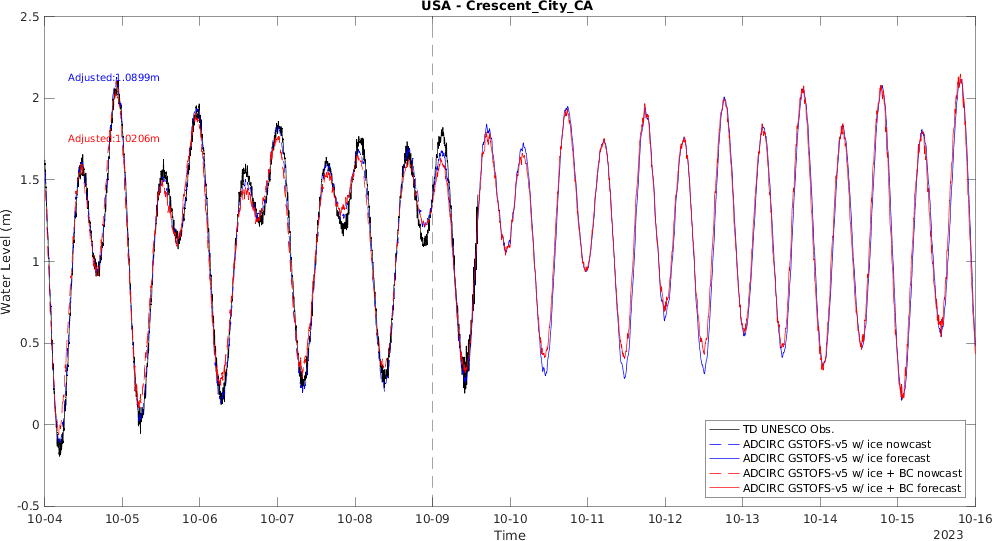 USA - Crescent_City_CA
2.5
2
1.5
1
0.5
0
-0.5
Water Level (m)
Adjusted:1.0899m
Adjusted:1.0206m
TD UNESCO Obs.
ADCIRC GSTOFS-v5 w/ ice nowcast
ADCIRC GSTOFS-v5 w/ ice forecast
ADCIRC GSTOFS-v5 w/ ice + BC nowcast
ADCIRC GSTOFS-v5 w/ ice + BC forecast
10-04 10-05 10-06 10-07 10-08 10-09 10-10 10-11 10-12 10-13 10-14 10-15 10-16
Time
2023